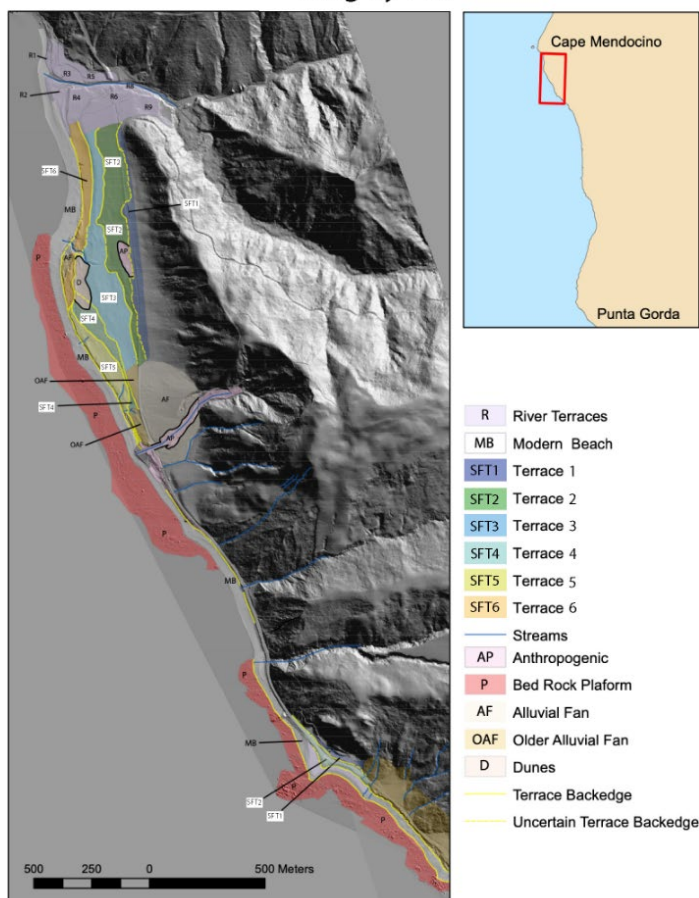 R1
R3
R5
R8
R2
R4
R6
R9
SFT2
SFT6
SFT1
MB
SFT2
AP
P
AF
D
SFT3
SFT4
MB
SFT5
OAF
AF
SFT4
P
OAF
AP
P
MB
P
MB
SFT2
P
SFT1
P
500 250 0 500 Meters
Cape Mendocino
Punta Gorda
R River Terraces
MB Modern Beach
SFT1 Terrace 1
SFT2 Terrace 2
SFT3 Terrace 3
SFT4 Terrace 4
SFT5 Terrace 5
SFT6 Terrace 6
Streams
AP Anthropogenic
P Bed Rock Plaform
AF Alluvial Fan
OAF Older Alluvial Fan
D Dunes
Terrace Backedge
Uncertain Terrace Backedge